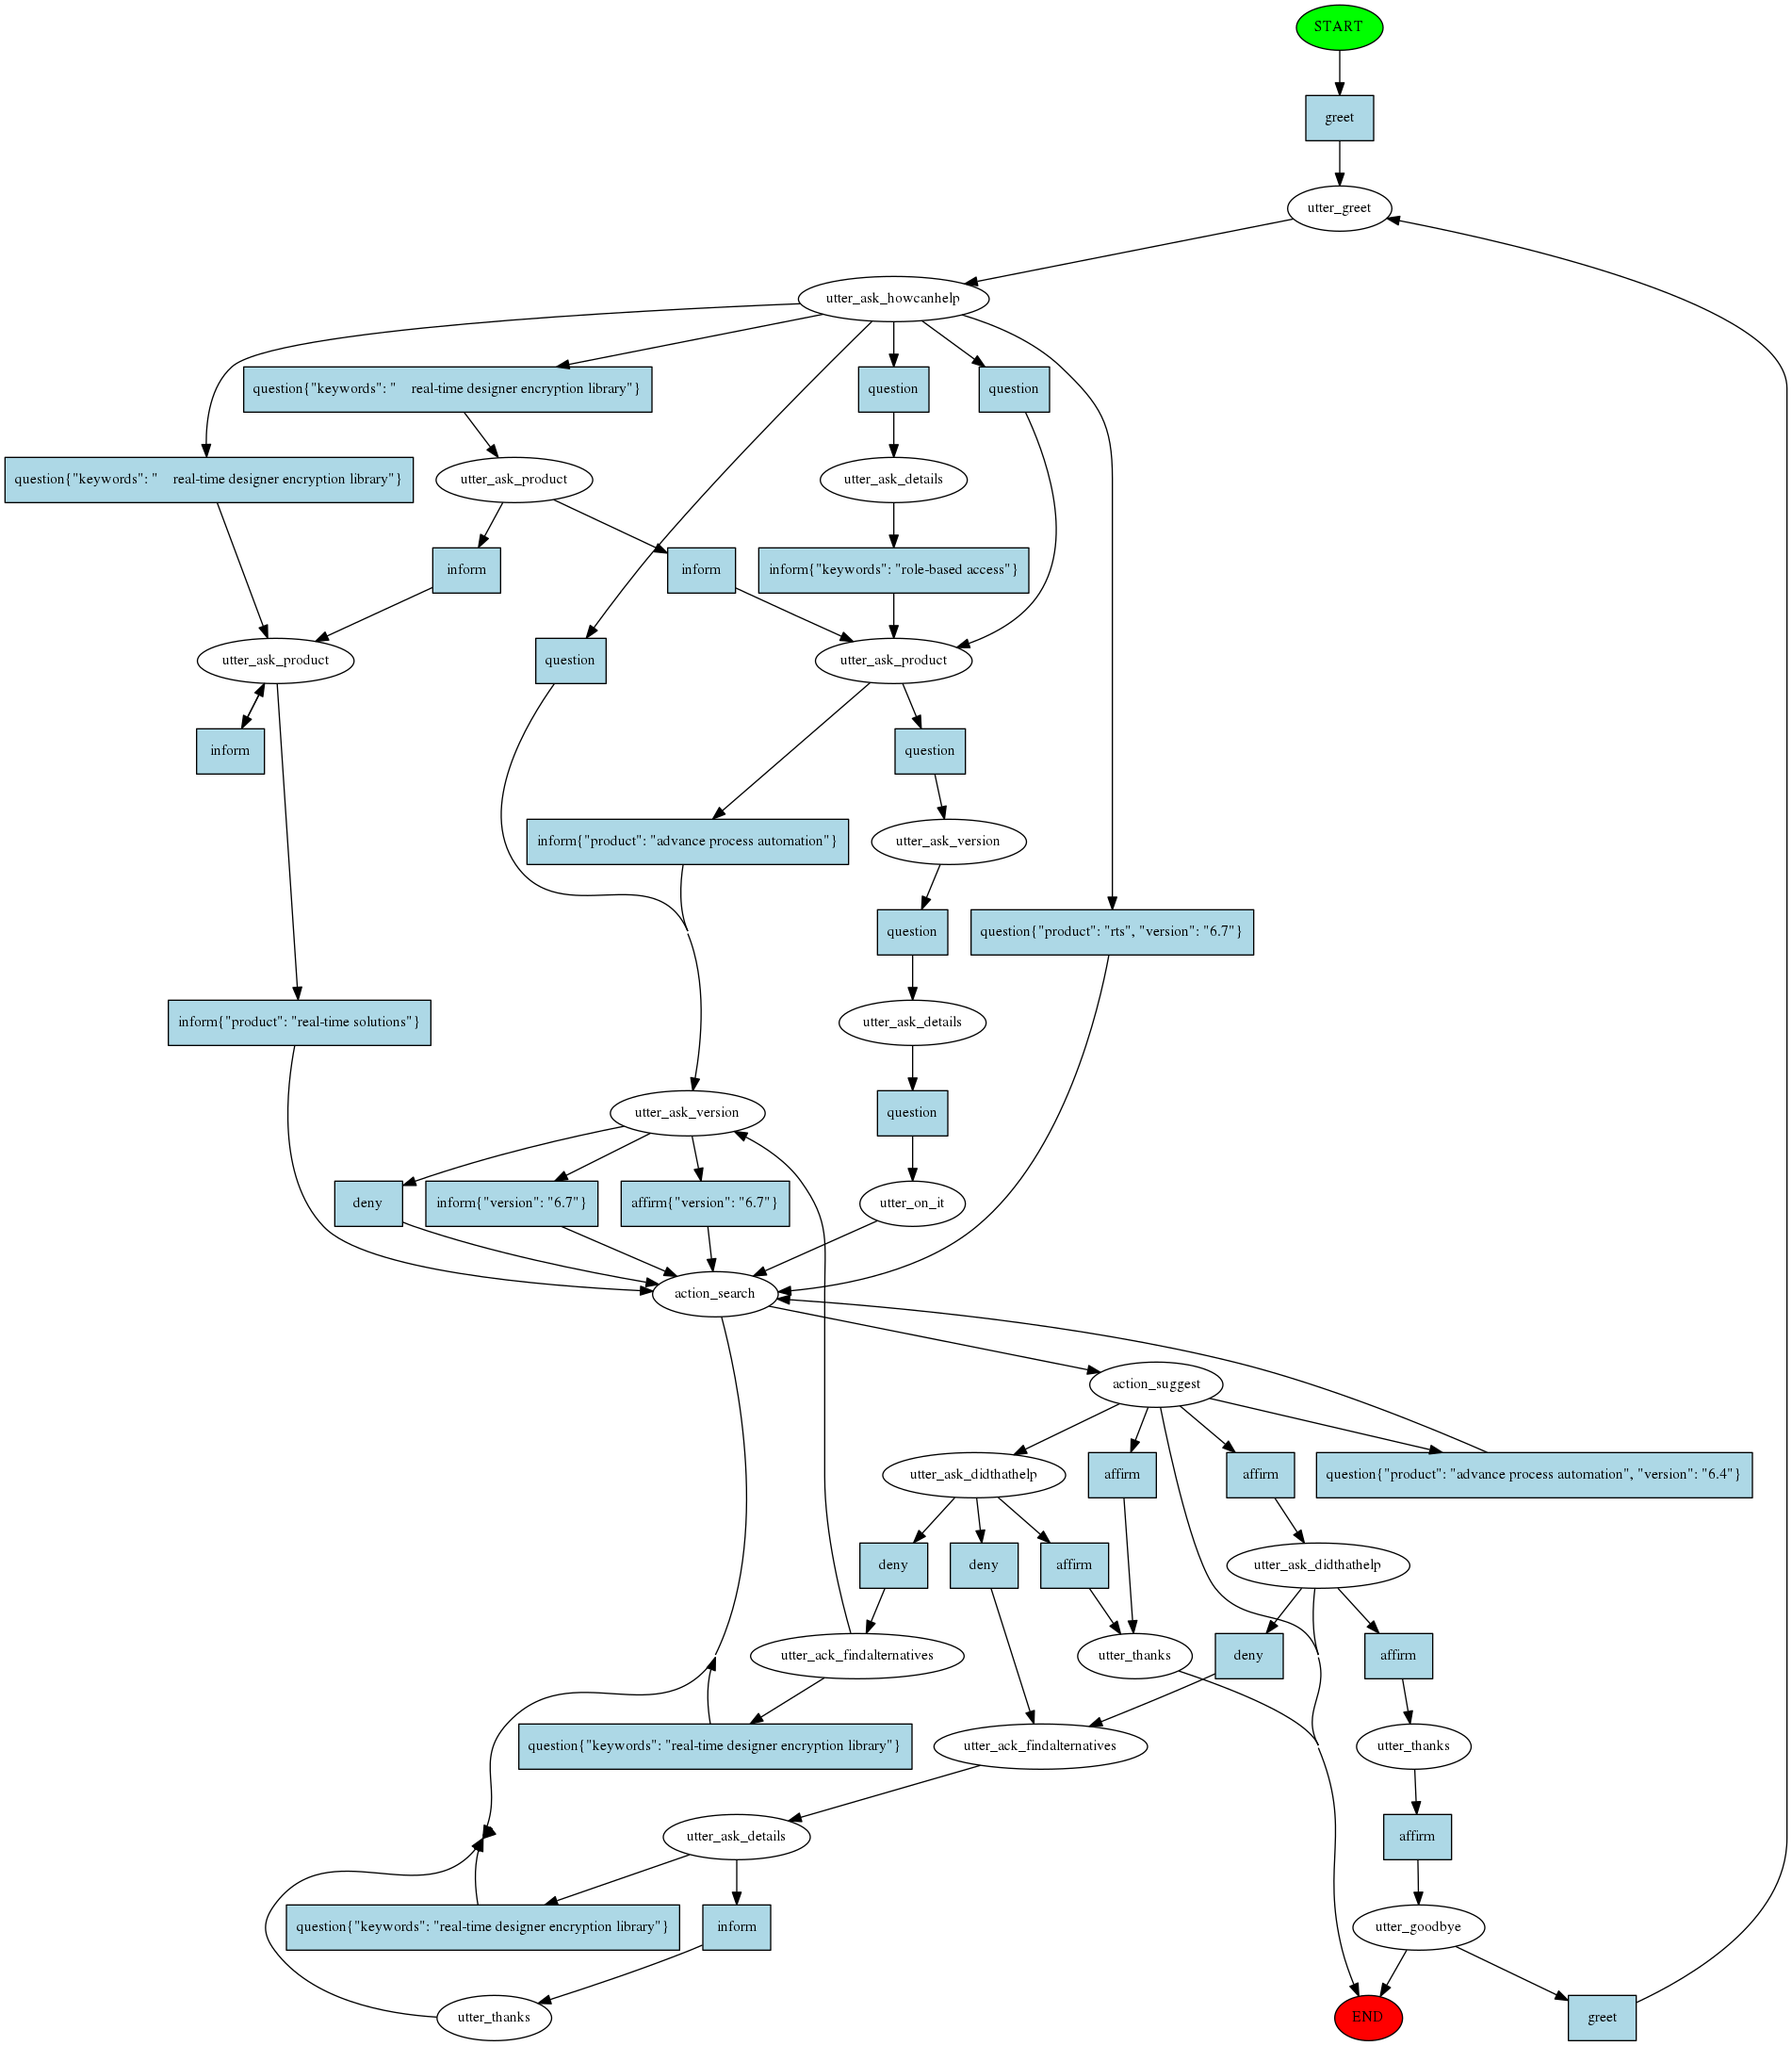 START
greet
utter_greet
utter_ask_howcanhelp
question{"keywords": "    real-time designer encryption library"}
question
question
question{"keywords": "    real-time designer encryption library"}
utter_ask_product
utter_ask_details
inform
inform
inform{"keywords": "role-based access"}
utter_ask_product
question
utter_ask_product
inform
question
inform{"product": "advance process automation"}
utter_ask_version
question
question{"product": "rts", "version": "6.7"}
inform{"product": "real-time solutions"}
utter_ask_details
utter_ask_version
question
deny
inform{"version": "6.7"}
affirm{"version": "6.7"}
utter_on_it
action_search
action_suggest
utter_ask_didthathelp
affirm
affirm
question{"product": "advance process automation", "version": "6.4"}
deny
deny
affirm
utter_ask_didthathelp
utter_ack_findalternatives
utter_thanks
deny
affirm
question{"keywords": "real-time designer encryption library"}
utter_ack_findalternatives
utter_thanks
utter_ask_details
affirm
question{"keywords": "real-time designer encryption library"}
inform
utter_goodbye
utter_thanks
END
greet